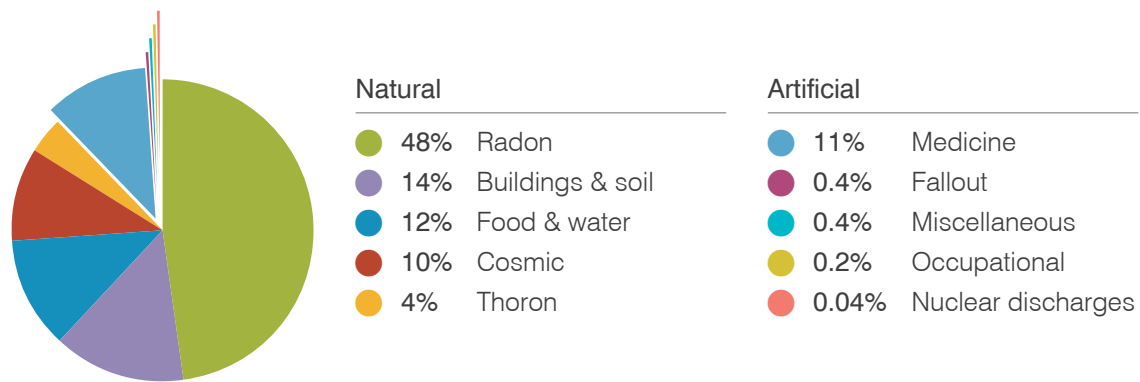 Natural
48% Radon
14% Buildings & soil
12% Food & water
10% Cosmic
4% Thoron
Artificial
11% Medicine
0.4% Fallout
0.4% Miscellaneous
0.2% Occupational
0.04% Nuclear discharges